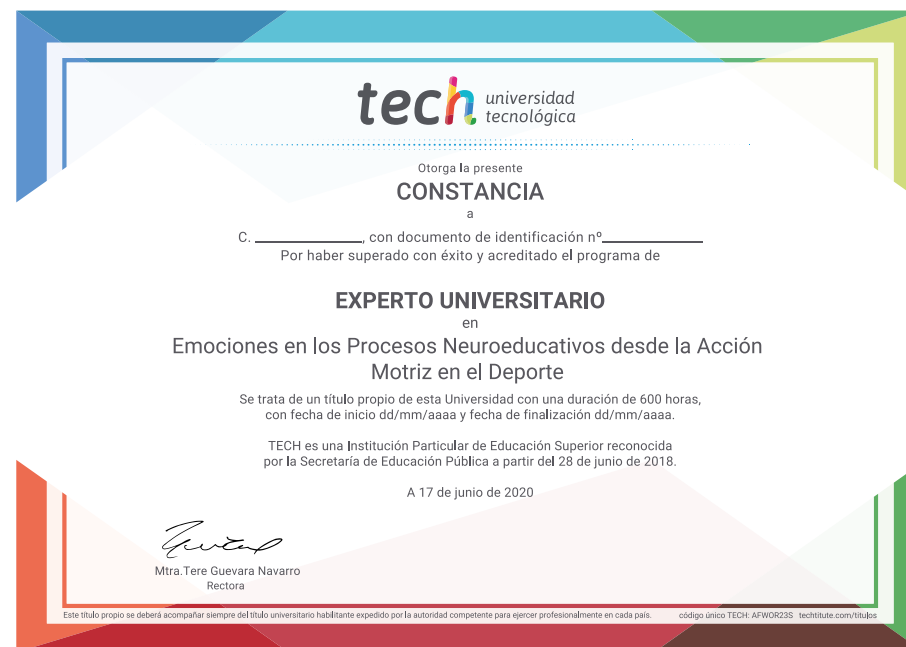 tech universidad
tecnológica
Otorga la presente
CONSTANCIA
a
C. ____________, con documento de identificación nº____________
Por haber superado con éxito y acreditado el programa de
EXPERTO UNIVERSITARIO
en
Emociones en los Procesos Neuroeducativos desde la Acción
Motriz en el Deporte
Se trata de un título propio de esta Universidad con una duración de 600 horas,
con fecha de inicio dd/mm/aaaa y fecha de finalización dd/mm/aaaa.
TECH es una Institución Particular de Educación Superior reconocida
por la Secretaría de Educación Pública a partir del 28 de junio de 2018.
A 17 de junio de 2020
Mtra.Tere Guevara Navarro
Rectora
Este título propio se deberá acompañar siempre del título universitario habilitante expedido por la autoridad competente para ejercer profesionalmente en cada país. código único TECH: AFWOR23S techtitute.com/titulos